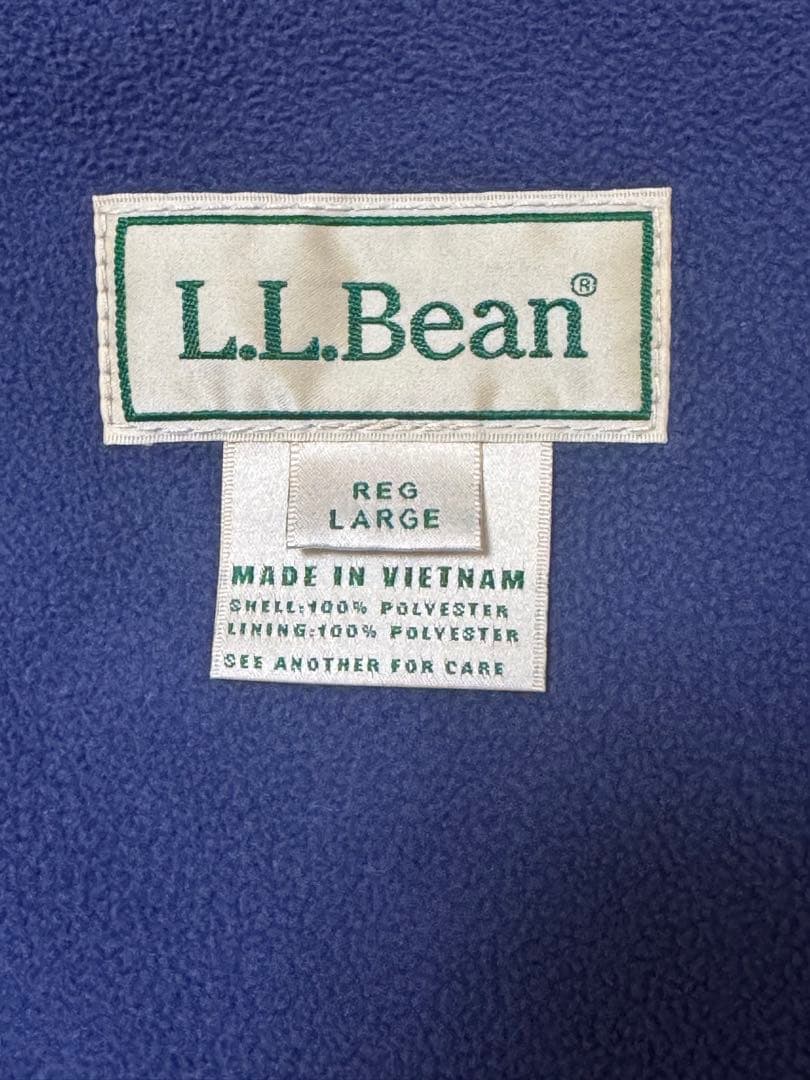 L.L.Bean®
REG
LARGE
MADE IN VIETNAM
SHELL:100% POLYESTER
LINING:100% POLYESTER
SEE ANOTHER FOR CARE